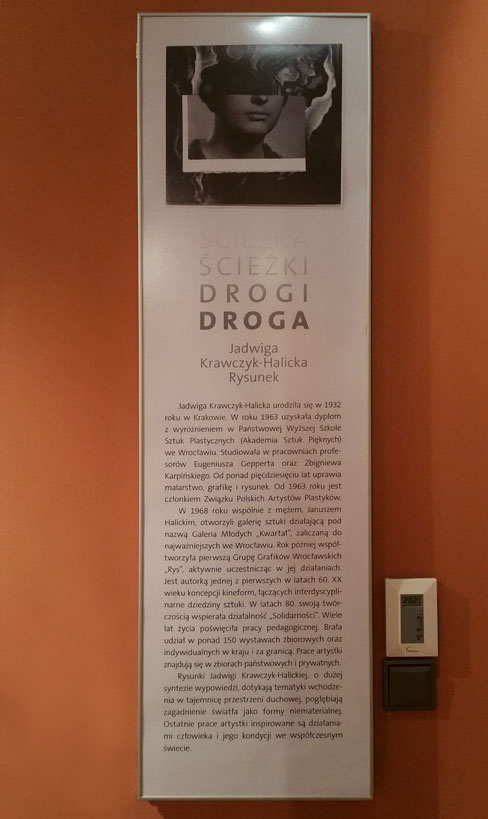 ŚCIEŻKA
ŚCIEŻKI
DROGI
DROGA
Jadwiga
Krawczyk-Halicka
Rysunek
Jadwiga Krawczyk-Halicka urodziła się w 1932
roku w Krakowie. W roku 1963 uzyskała dyplom
z wyróżnieniem w Państwowej Wyższej Szkole
Sztuk Plastycznych (Akademia Sztuk Pięknych)
we Wrocławiu. Studiowała w pracowniach profe-
sorów Eugeniusza Gepperta oraz Zbigniewa
Karpińskiego. Od ponad pięćdziesięciu lat uprawia
malarstwo, grafikę i rysunek. Od 1963 roku jest
członkiem Związku Polskich Artystów Plastyków.
W 1968 roku wspólnie z mężem, Januszem
Halickim, otworzyli galerię sztuki działającą pod
nazwą Galeria Młodych „Kwartał”, zaliczaną do
najważniejszych we Wrocławiu. Rok później współ-
tworzyła pierwszą Grupę Grafików Wrocławskich
„Rys”, aktywnie uczestnicząc w jej działaniach.
Jest autorką jednej z pierwszych w latach 60. XX
wieku koncepcji kineform, łączących interdyscypli-
narne dziedziny sztuki. W latach 80. swoją twór-
czością wspierała działalność „Solidarności”. Wiele
lat życia poświęciła pracy pedagogicznej. Brała
udział w ponad 150 wystawach zbiorowych oraz
indywidualnych w kraju i za granicą. Prace artystki
znajdują się w zbiorach państwowych i prywatnych.
Rysunki Jadwigi Krawczyk-Halickiej, o dużej
syntezie wypowiedzi, dotykają tematyki wchodze-
nia w tajemnicę przestrzeni duchowej, pogłębiają
zagadnienie światła jako formy niematerialnej.
Ostatnie prace artystki inspirowane są działania-
mi człowieka i jego kondycji we współczesnym
świecie.